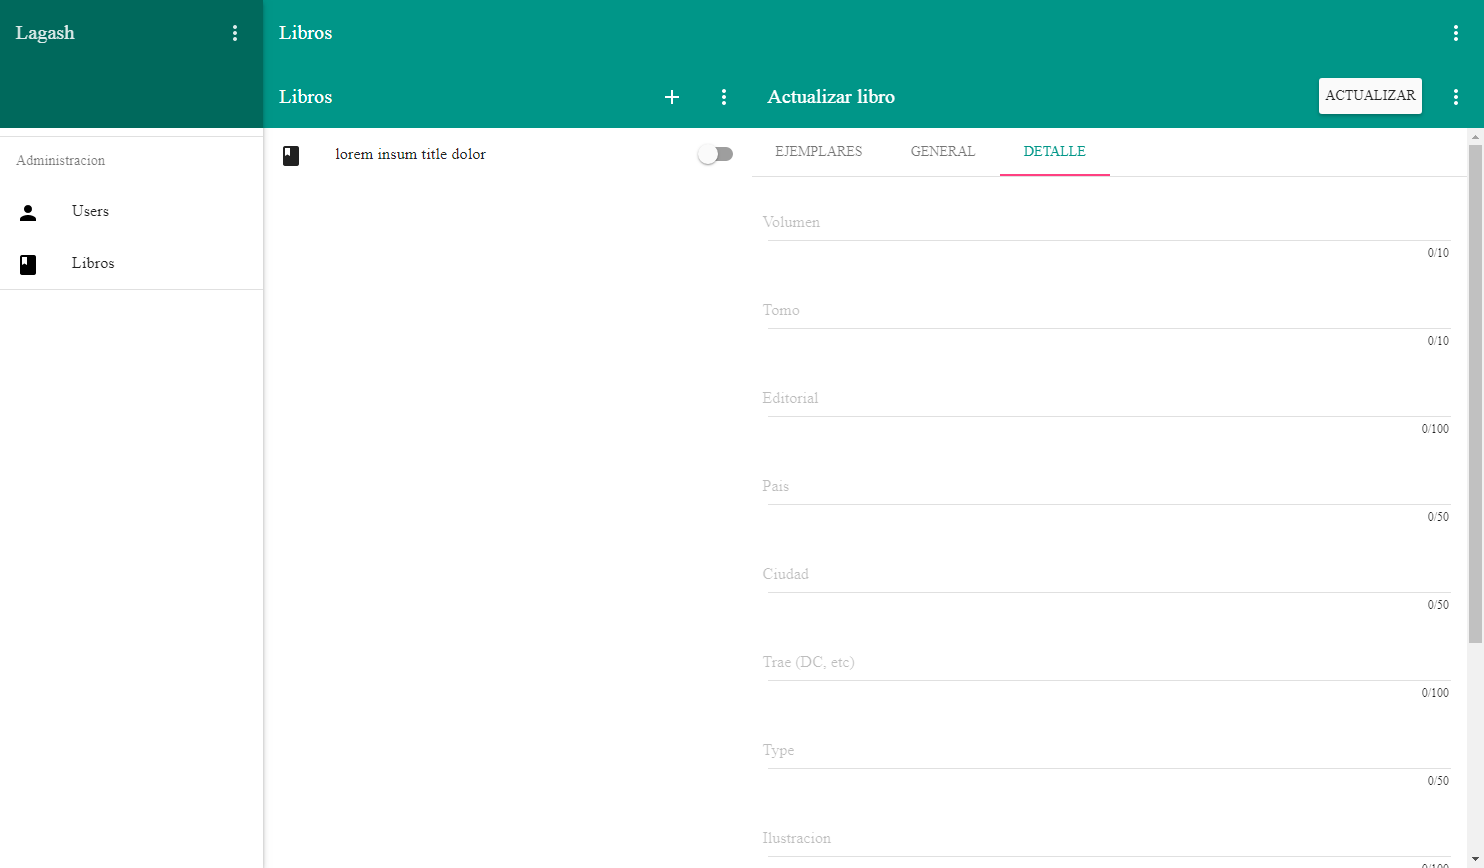 Lagash
Libros
Libros
Actualizar libro
ACTUALIZAR
Administracion
Users
Libros
lorem insum title dolor
EJEMPLARES
GENERAL
DETALLE
Volumen
0/10
Tomo
0/10
Editorial
0/100
Pais
0/50
Ciudad
0/50
Trae (DC, etc)
0/100
Type
0/50
Ilustracion
0/100